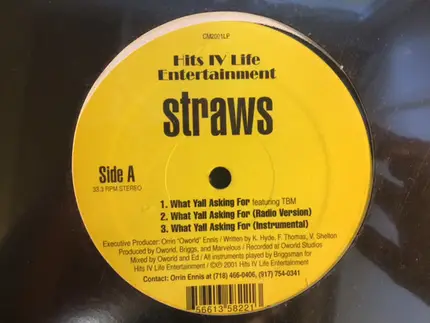 CM2001LP
Hits IV Life
Entertainment
straws
Side A
33.3 RPM STEREO
1. What Yall Asking For featuring TBM
2. What Yall Asking For (Radio Version)
3. What Yall Asking For (Instrumental)
Executive Producer: Orrin "Oworld" Ennis / Written by K. Hyde, F. Thomas, V. Shelton
Produced by Oworld, Briggs, and Marvelous / Recorded at Oworld Studios
Mixed by Oworld and Ed / All instruments played by Briggsman for
Hits IV Life Entertainment / ©℗ 2001 Hits IV Life Entertainment
Contact: Orrin Ennis at (718) 466-0406, (917) 754-0341
56613 58221